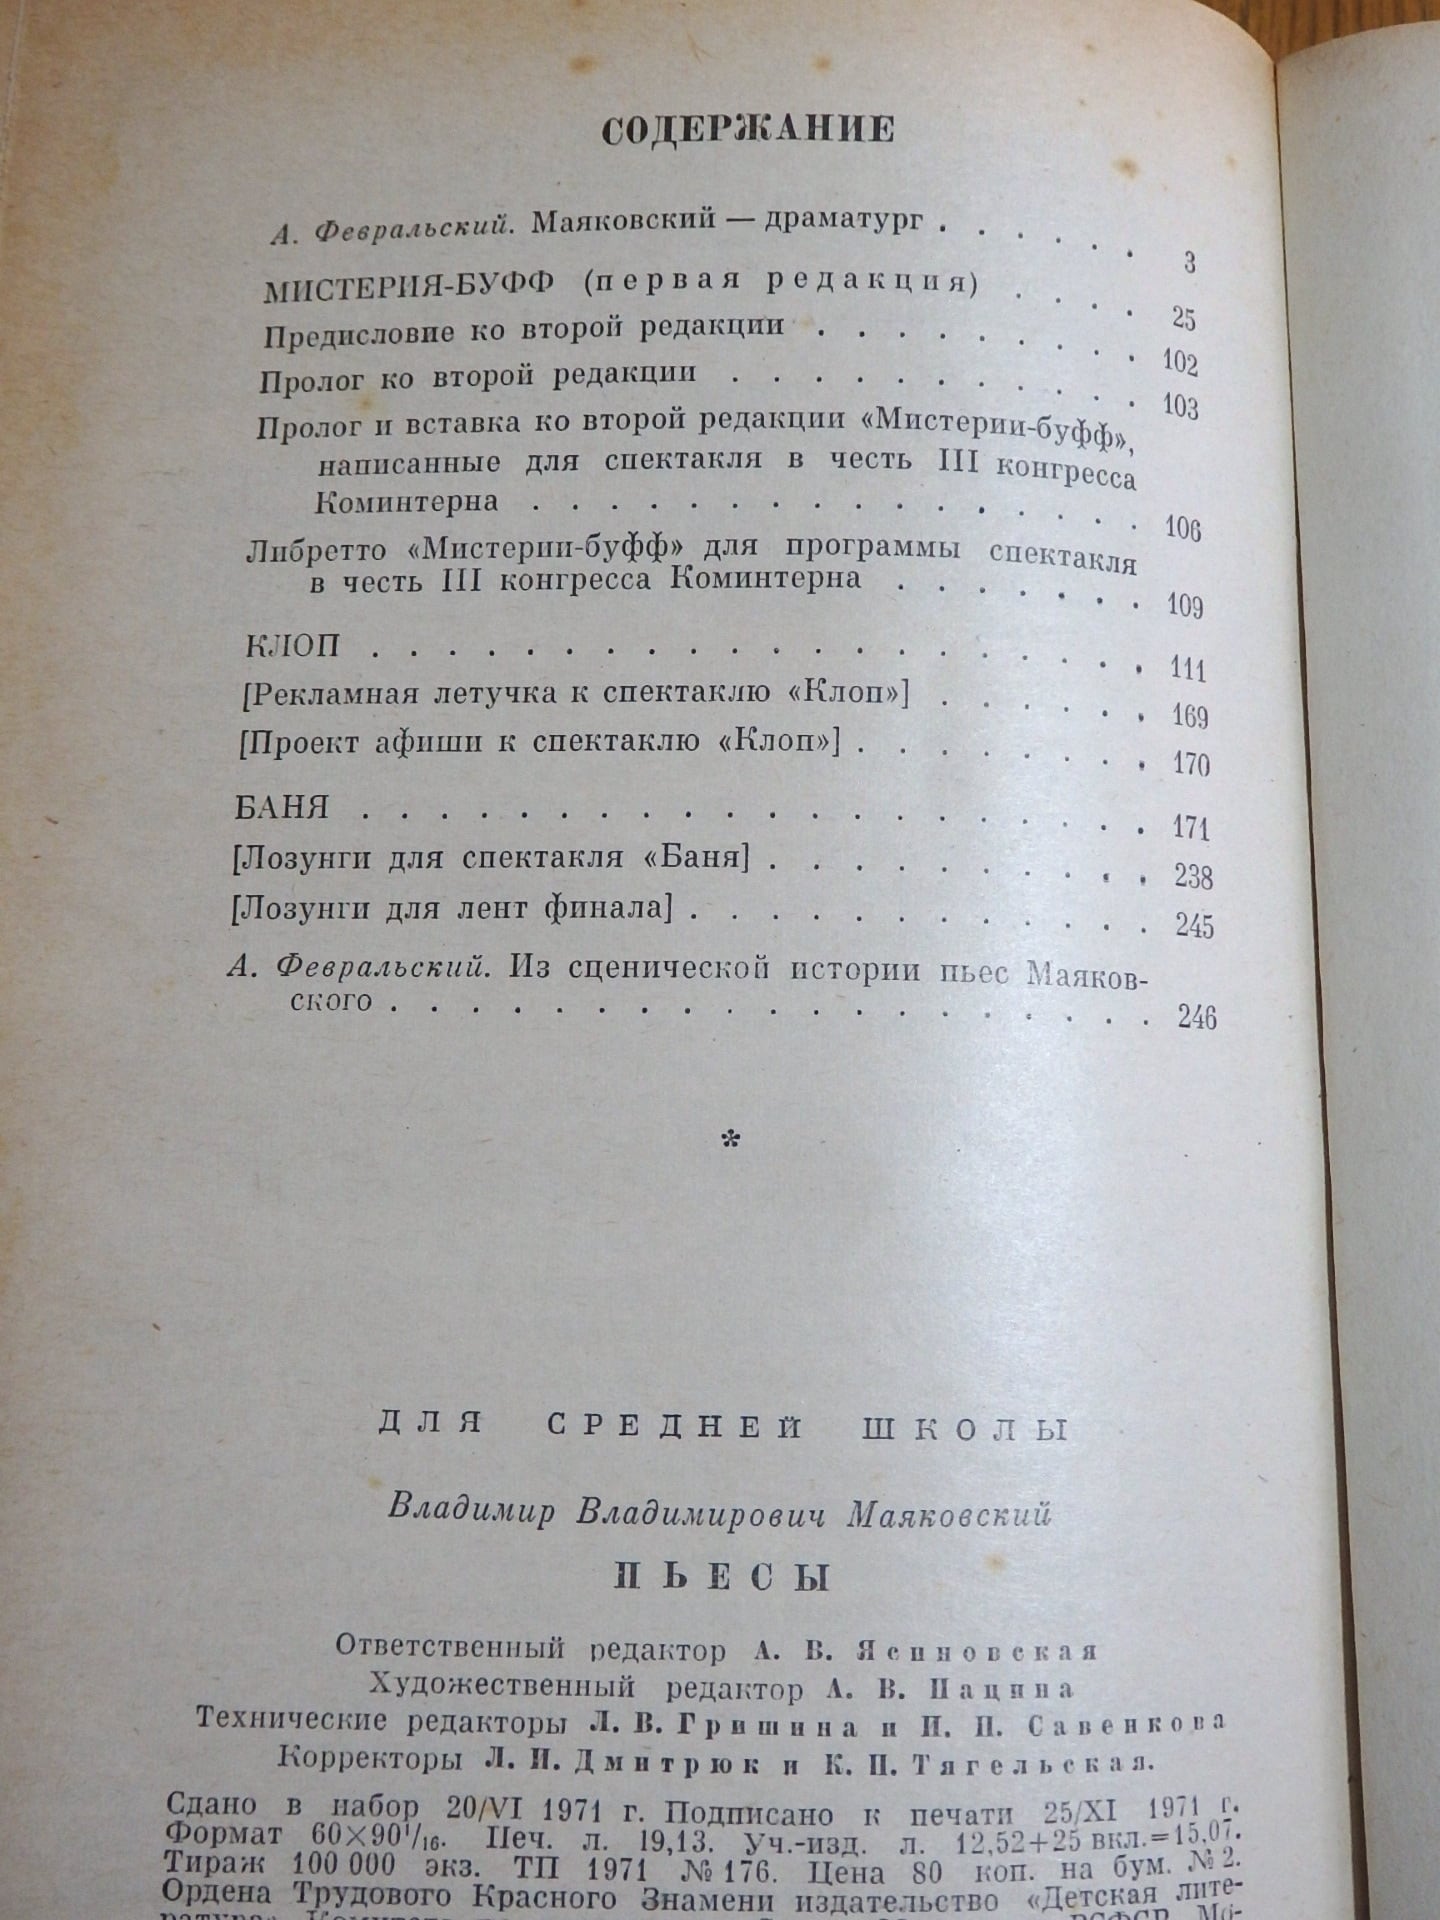 СОДЕРЖАНИЕ
А. Февральский. Маяковский — драматург . . . . . . 3
МИСТЕРИЯ-БУФФ (первая редакция) . . . . 25
Предисловие ко второй редакции . . . . . . . . . 102
Пролог ко второй редакции . . . . . . . . . . . 103
Пролог и вставка ко второй редакции «Мистерии-буфф»,
написанные для спектакля в честь III конгресса
Коминтерна . . . . . . . . . . . . . . . . 106
Либретто «Мистерии-буфф» для программы спектакля
в честь III конгресса Коминтерна . . . . . . . 109
КЛОП . . . . . . . . . . . . . . . . . . . . 111
[Рекламная летучка к спектаклю «Клоп»] . . . . . . 169
[Проект афиши к спектаклю «Клоп»] . . . . . . . . 170
БАНЯ . . . . . . . . . . . . . . . . . . . . 171
[Лозунги для спектакля «Баня] . . . . . . . . . . 238
[Лозунги для лент финала] . . . . . . . . . . . . 245
А. Февральский. Из сценической истории пьес Маяков-
ского . . . . . . . . . . . . . . . . . . . 246
*
ДЛЯ СРЕДНЕЙ ШКОЛЫ
Владимир Владимирович Маяковский
ПЬЕСЫ
Ответственный редактор А. В. Ясиновская
Художественный редактор А. В. Пацина
Технические редакторы Л. В. Гришина и Н. П. Савенкова
Корректоры Л. И. Дмитрюк и К. П. Тягельская.
Сдано в набор 20/VI 1971 г. Подписано к печати 25/XI 1971 г.
Формат 60×90¹/₁₆. Печ. л. 19,13. Уч.-изд. л. 12,52+25 вкл.=15,07.
Тираж 100 000 экз. ТП 1971 № 176. Цена 80 коп. на бум. № 2.
Ордена Трудового Красного Знамени издательство «Детская лите-
ратура» РСФСР. Мо-